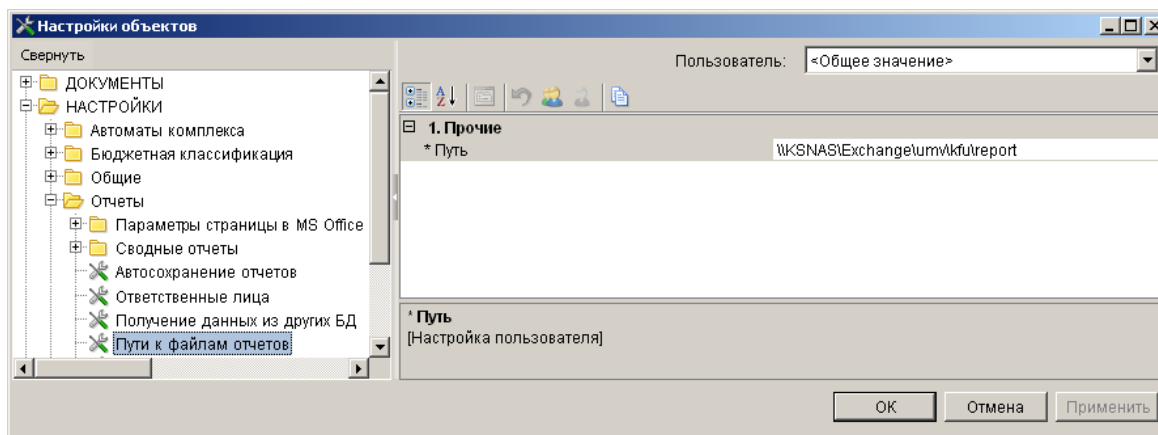 Настройки объектов
Свернуть
Пользователь: <Общее значение>
ДОКУМЕНТЫ
НАСТРОЙКИ
Автоматы комплекса
Бюджетная классификация
Общие
Отчеты
Параметры страницы в MS Office
Сводные отчеты
Автосохранение отчетов
Ответственные лица
Получение данных из других БД
Пути к файлам отчетов
1. Прочие
* Путь \\KSNAS\Exchange\umv\kfu\report
* Путь
[Настройка пользователя]
ОК Отмена Применить